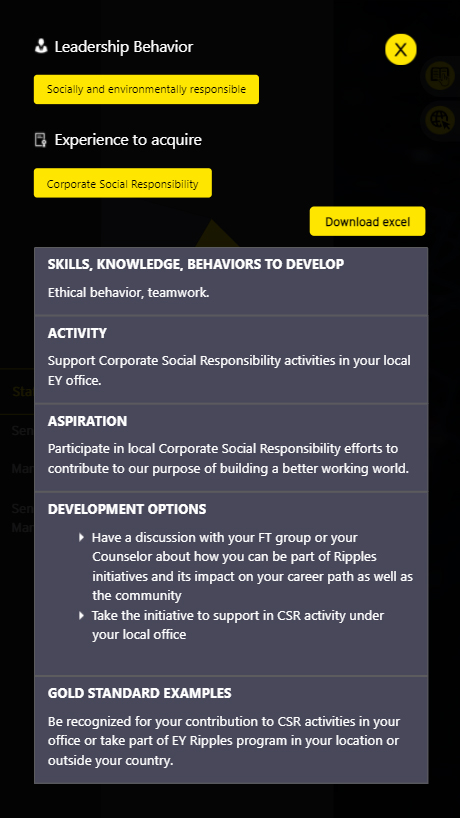 Leadership Behavior
X
Socially and environmentally responsible
Experience to acquire
Corporate Social Responsibility
Download excel
SKILLS, KNOWLEDGE, BEHAVIORS TO DEVELOP
Ethical behavior, teamwork.
ACTIVITY
Support Corporate Social Responsibility activities in your local
EY office.
ASPIRATION
Participate in local Corporate Social Responsibility efforts to
contribute to our purpose of building a better working world.
DEVELOPMENT OPTIONS
Have a discussion with your FT group or your
Counselor about how you can be part of Ripples
initiatives and its impact on your career path as well as
the community
Take the initiative to support in CSR activity under
your local office
GOLD STANDARD EXAMPLES
Be recognized for your contribution to CSR activities in your
office or take part of EY Ripples program in your location or
outside your country.